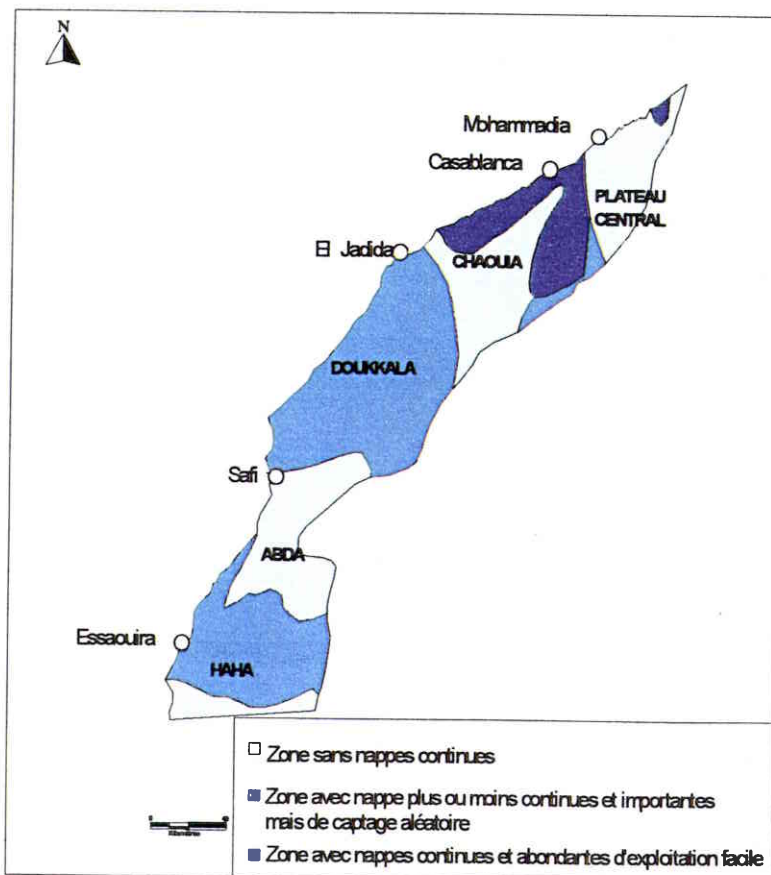 N
Mohammadia
Casablanca
PLATEAU
CENTRAL
El Jadida
CHAOUIA
DOUKKALA
Safi
ABDA
Essaouira
HAHA
Zone sans nappes continues
Zone avec nappe plus ou moins continues et importantes
mais de captage aléatoire
Zone avec nappes continues et abondantes d'exploitation facile